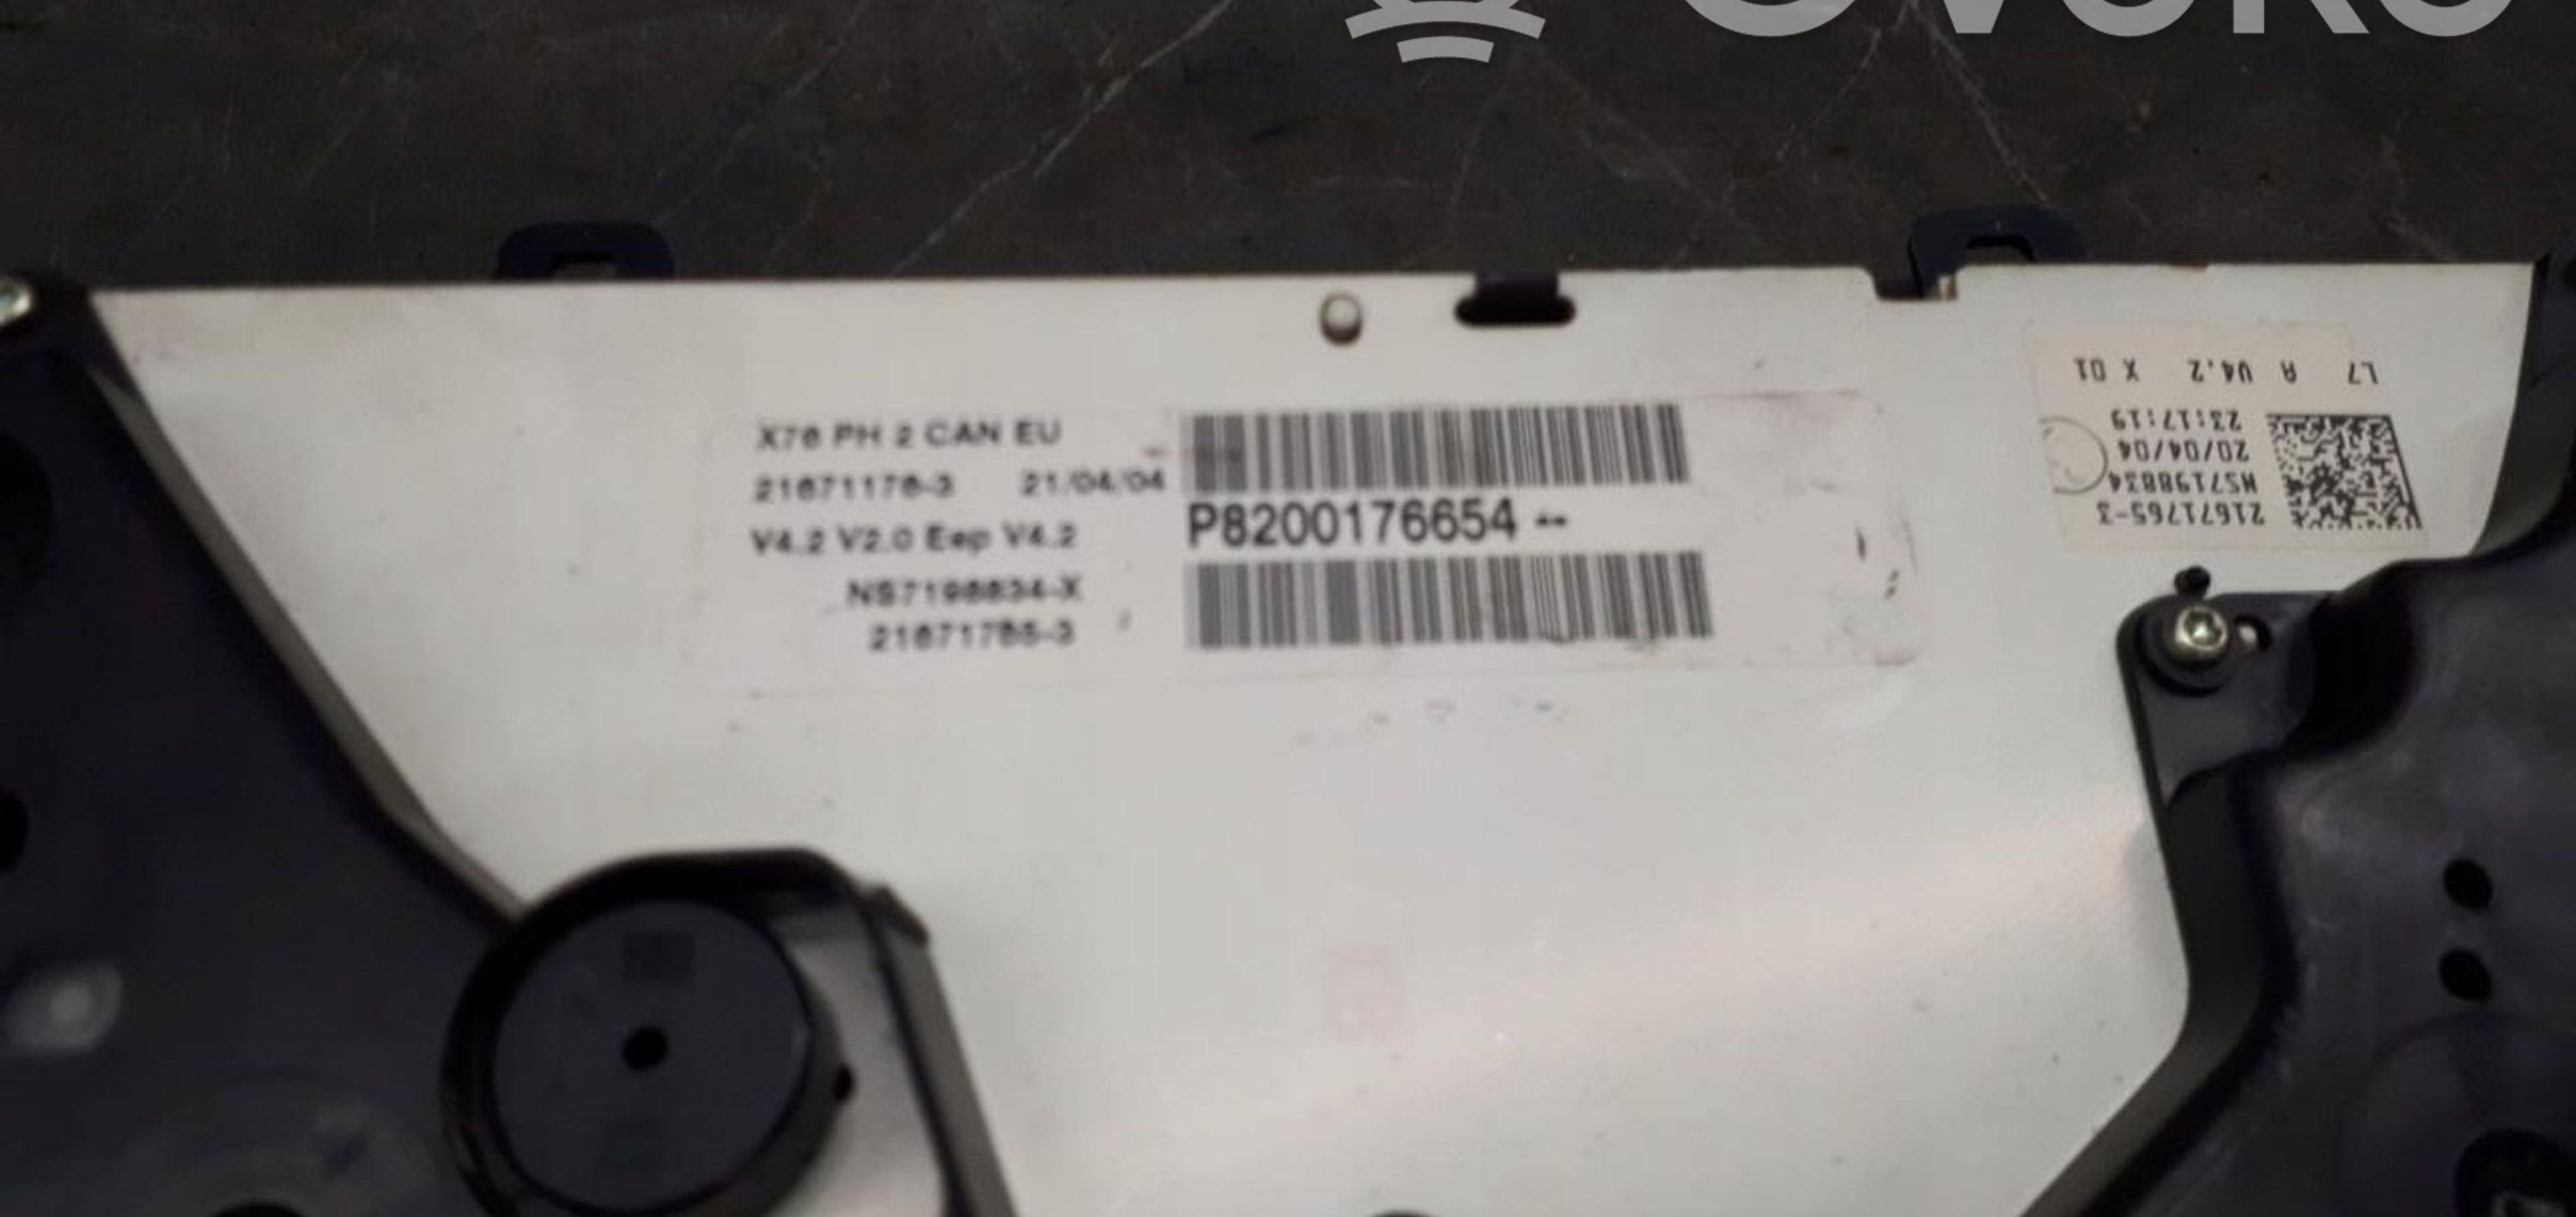 X76 PH 2 CAN EU
21671176-3 21/04/04
V4.2 V2.0 Eep V4.2
NS7198834-X
21671765-3
P8200176654 --
21671765-3
NS7198834
20/04/04
23:17:19
L7 A V4.2 X 01